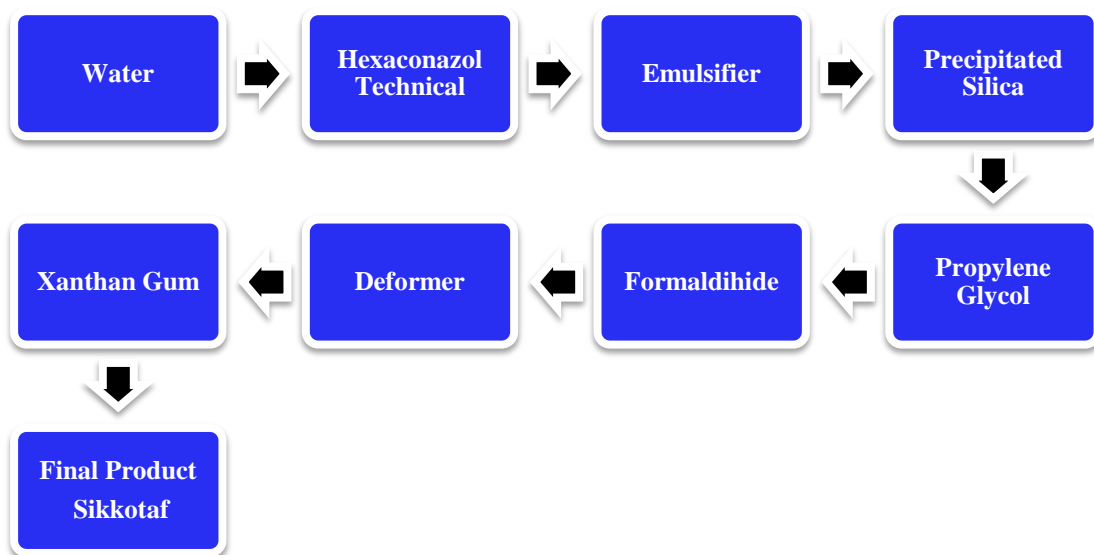 Water
Hexaconazol
Technical
Emulsifier
Precipitated
Silica
Propylene
Glycol
Formaldihide
Deformer
Xanthan Gum
Final Product
Sikkotaf